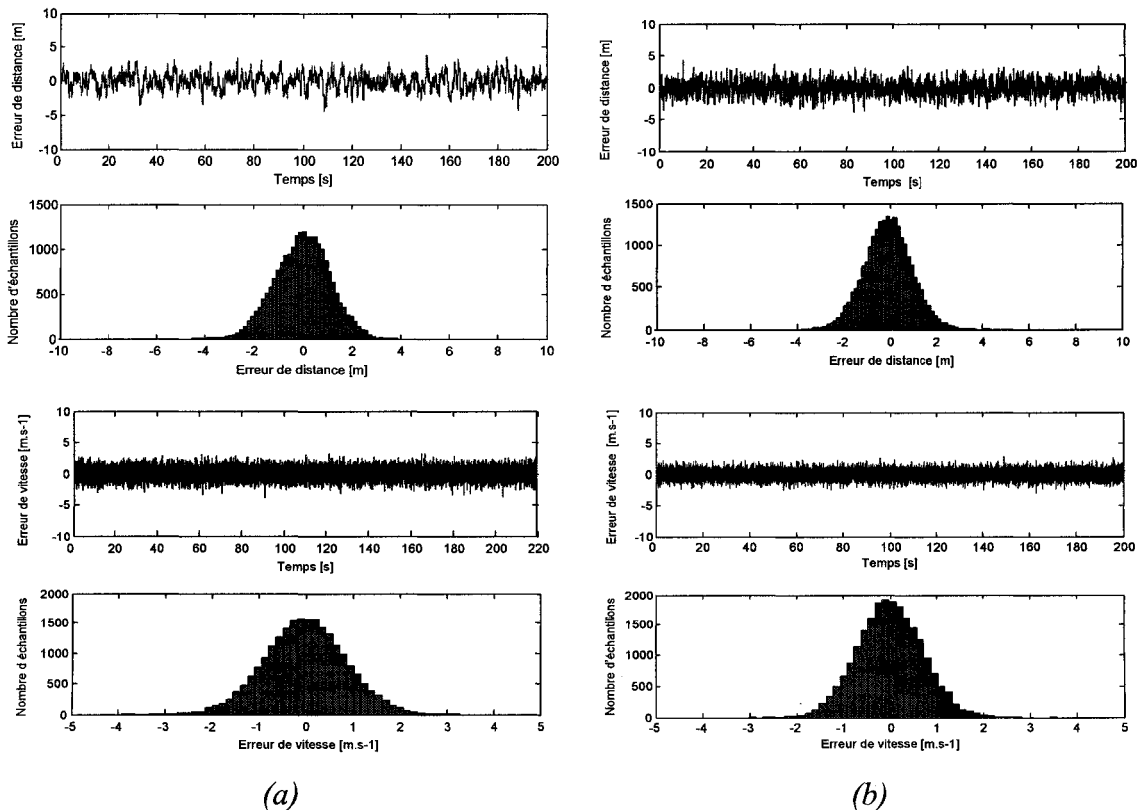 Erreur de distance [m]
10
5
0
-5
-10
0 20 40 60 80 100 120 140 160 180 200
Temps [s]
Nombre d'échantillons
1500
1000
500
0
-10 -8 -6 -4 -2 0 2 4 6 8 10
Erreur de distance [m]
Erreur de vitesse [m.s-1]
10
5
0
-5
-10
0 20 40 60 80 100 120 140 160 180 200 220
Temps [s]
Nombre d échantillons
2000
1500
1000
500
0
-5 -4 -3 -2 -1 0 1 2 3 4 5
Erreur de vitesse [m.s-1]
(a)
Erreur de distance [m]
10
5
0
-5
-10
0 20 40 60 80 100 120 140 160 180 200
Temps [s]
Nombre d échantillons
1500
1000
500
0
-10 -8 -6 -4 -2 0 2 4 6 8 10
Erreur de distance [m]
Erreur de vitesse [m.s-1]
10
5
0
-5
-10
0 20 40 60 80 100 120 140 160 180 200
Temps [s]
Nombre d'échantillons
2000
1500
1000
500
0
-5 -4 -3 -2 -1 0 1 2 3 4 5
Erreur de vitesse [m.s-1]
(b)